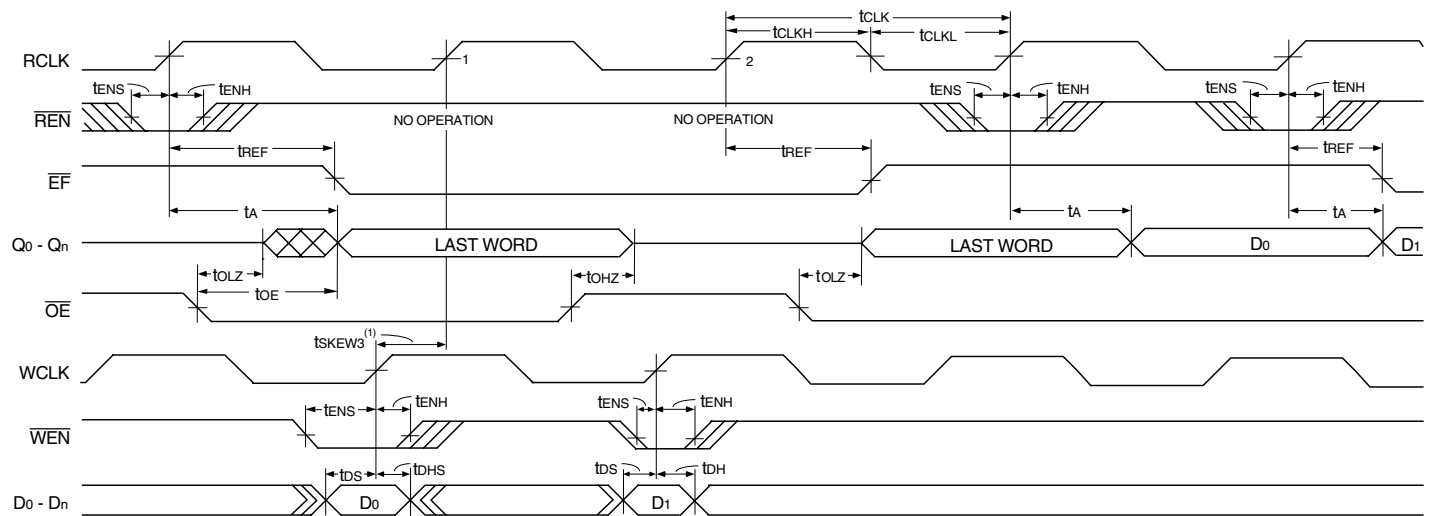 tCLK
tCLKH tCLKL
RCLK 1 2
tENS tENH tENS tENH tENS tENH
REN
NO OPERATION NO OPERATION
tREF tREF tREF
EF
tA tA tA
Q0 - Qn LAST WORD LAST WORD D0 D1
tOLZ tOHZ tOLZ
tOE
OE
tSKEW3(1)
WCLK
tENS tENH tENS tENH
WEN
tDS tDHS tDS tDH
D0 - Dn D0 D1